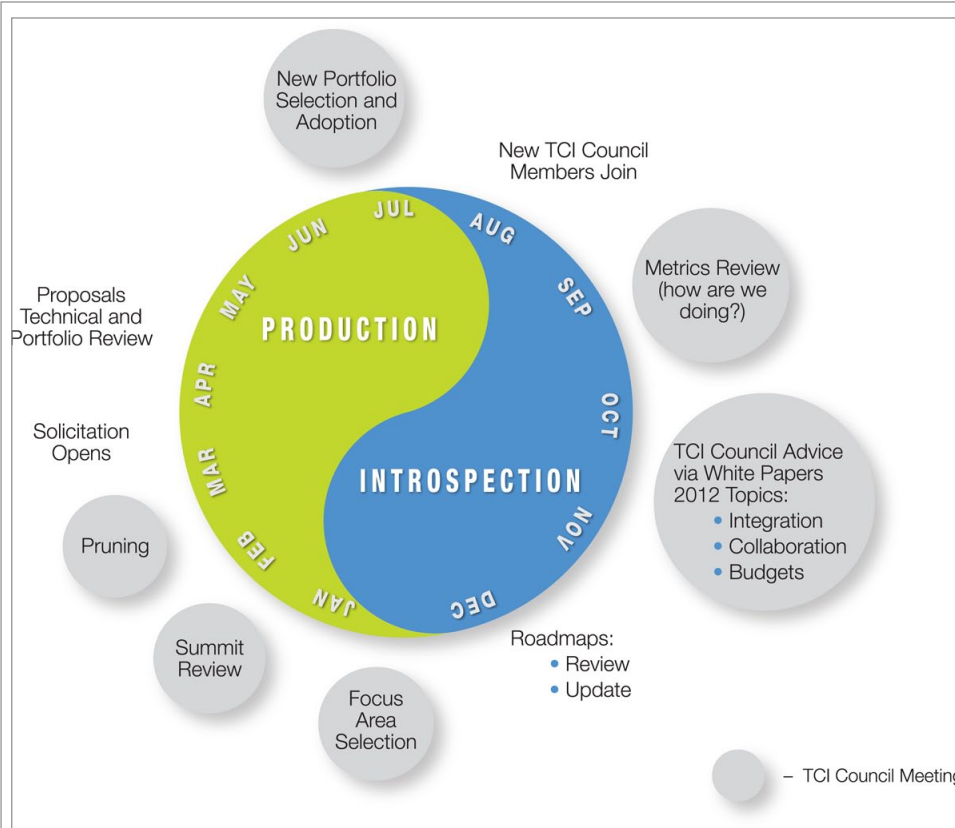 New Portfolio
Selection and
Adoption
New TCI Council
Members Join
JUL
JUN
AUG
MAY
SEP
Metrics Review
(how are we
doing?)
Proposals
Technical and
Portfolio Review
PRODUCTION
APR
OCT
Solicitation
Opens
MAR
INTROSPECTION
TCI Council Advice
via White Papers
2012 Topics:
• Integration
• Collaboration
• Budgets
NOV
FEB
Pruning
JAN
DEC
Summit
Review
Roadmaps:
• Review
• Update
Focus
Area
Selection
– TCI Council Meeting